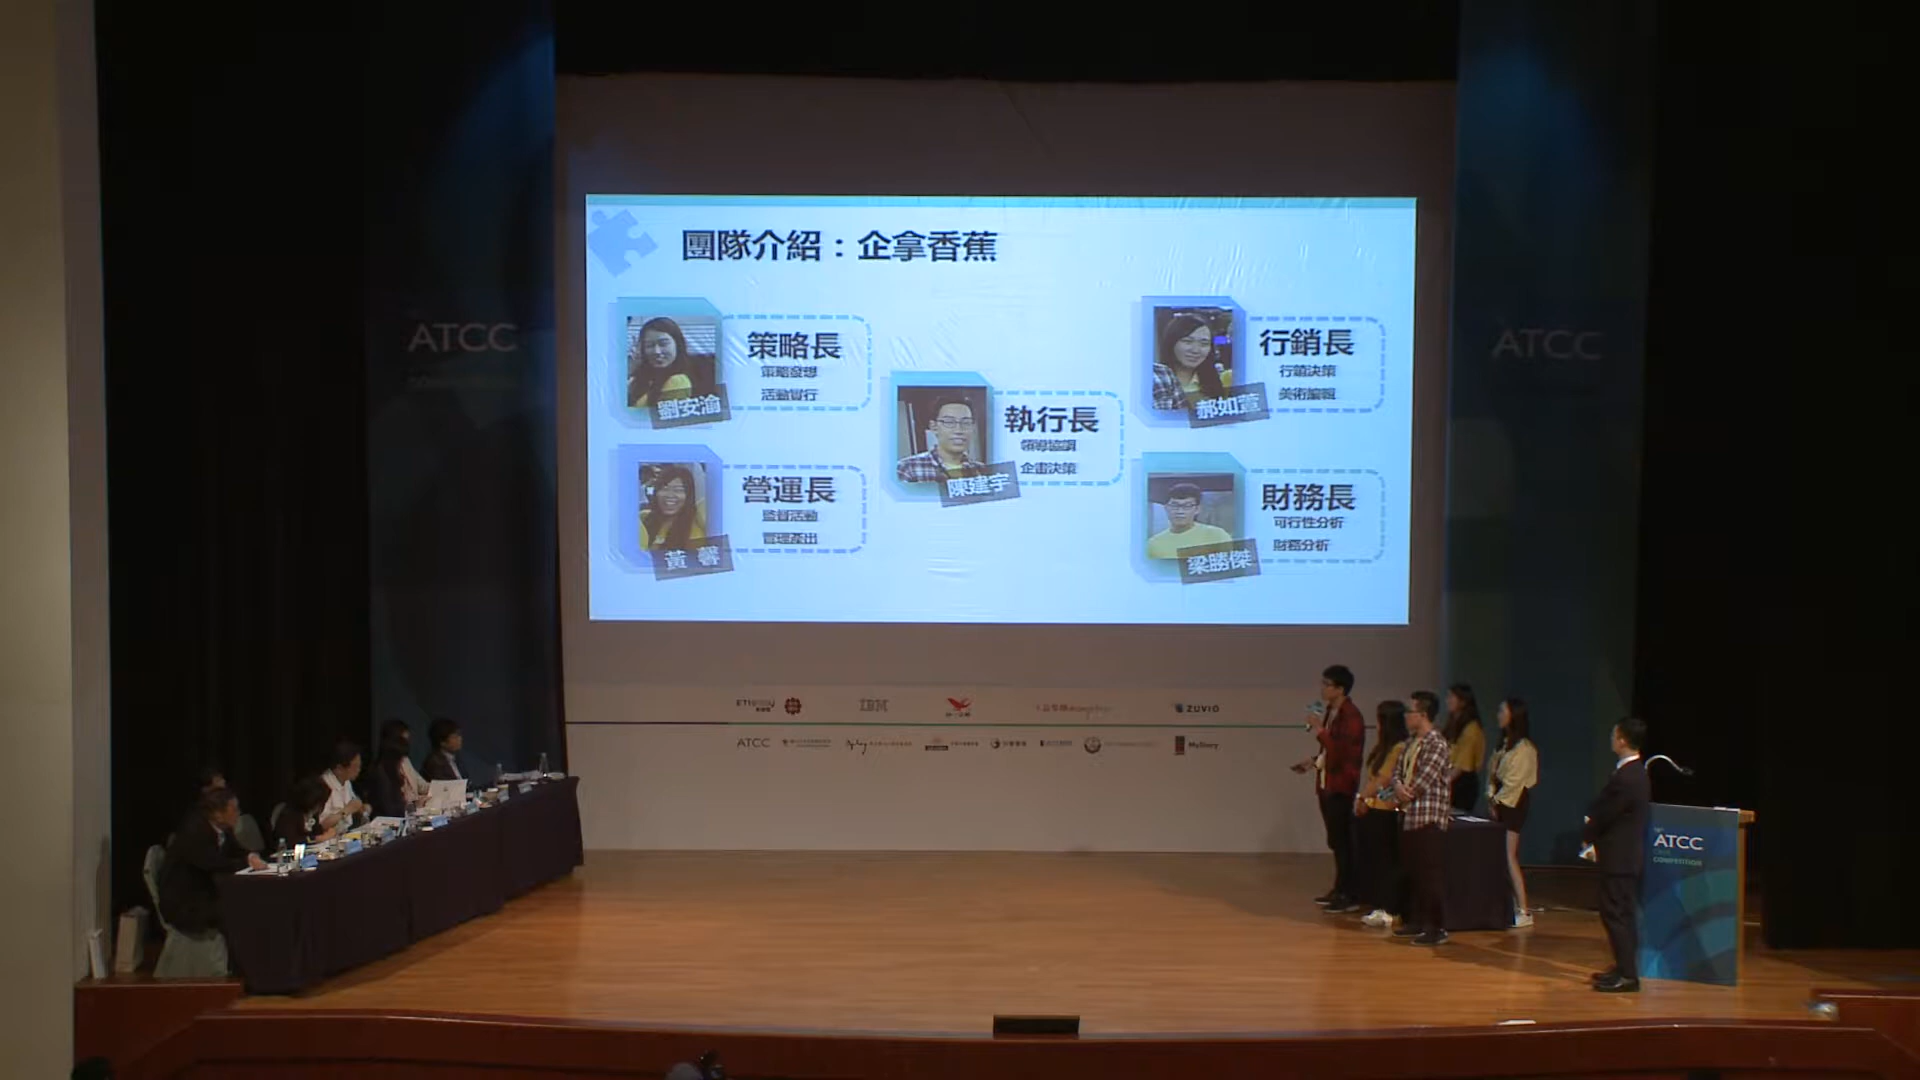 團隊介紹：企拿香蕉
策略長
策略發想
活動實行
劉安渝
營運長
監督活動
管理產出
黃 馨
執行長
領導協調
企畫決策
陳建宇
行銷長
行銷決策
美術編輯
郝如萱
財務長
可行性分析
財務分析
梁勝傑
ATCC
ATCC
IBM
ZUVIO
ATCC
MyStory
ATCC
COMPETITION